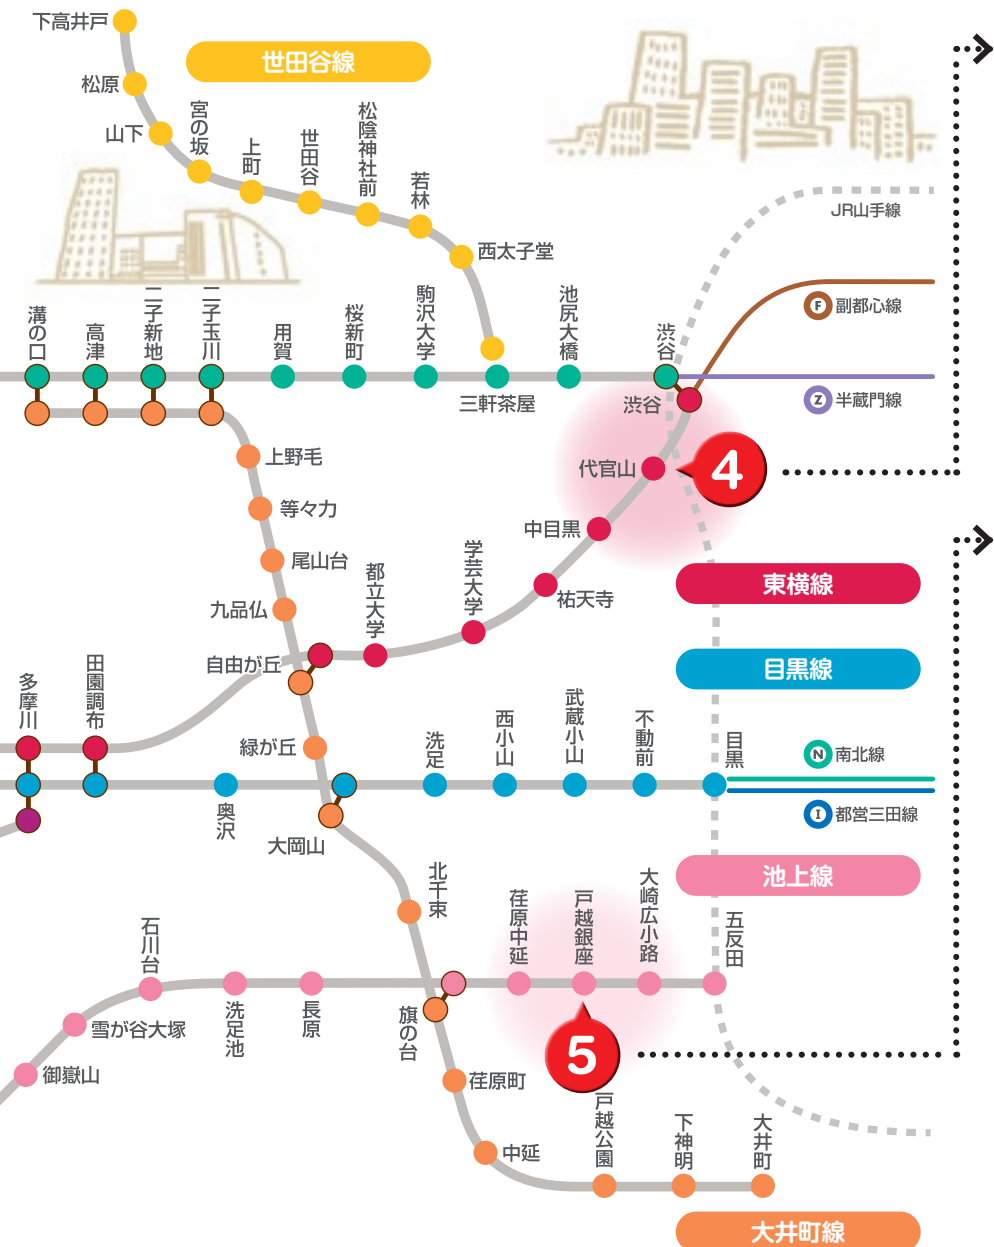 下高井戸
松原
山下
宮の坂
上町
世田谷
松陰神社前
若林
西太子堂
世田谷線
JR山手線
F 副都心線
Z 半蔵門線
溝の口
高津
二子新地
二子玉川
用賀
桜新町
駒沢大学
三軒茶屋
池尻大橋
渋谷
渋谷
代官山
4
中目黒
祐天寺
学芸大学
都立大学
自由が丘
田園調布
多摩川
東横線
目黒線
上野毛
等々力
尾山台
九品仏
緑が丘
大岡山
奥沢
洗足
西小山
武蔵小山
不動前
目黒
N 南北線
I 都営三田線
池上線
北千束
荏原中延
戸越銀座
大崎広小路
五反田
石川台
雪が谷大塚
御嶽山
洗足池
長原
旗の台
5
荏原町
中延
戸越公園
下神明
大井町
大井町線